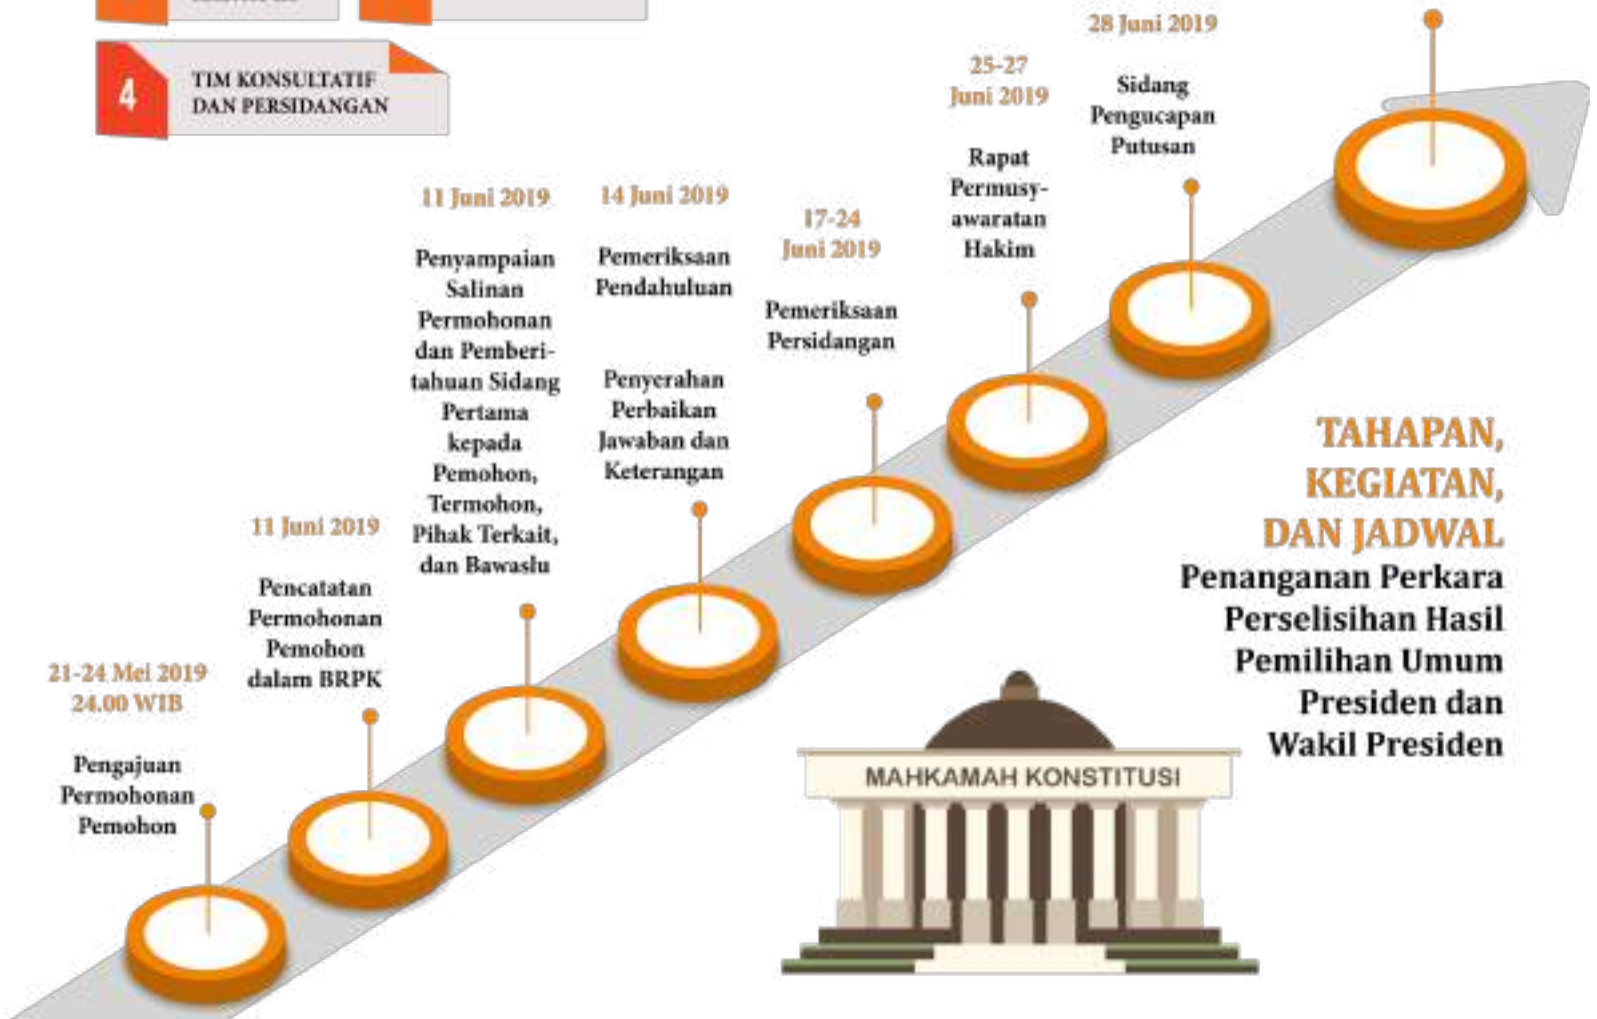 4
TIM KONSULTATIF
DAN PERSIDANGAN
21-24 Mei 2019
24.00 WIB
Pengajuan
Permohonan
Pemohon
11 Juni 2019
Pencatatan
Permohonan
Pemohon
dalam BRPK
11 Juni 2019
Penyampaian
Salinan
Permohonan
dan Pemberi-
tahuan Sidang
Pertama
kepada
Pemohon,
Termohon,
Pihak Terkait,
dan Bawaslu
14 Juni 2019
Pemeriksaan
Pendahuluan
Penyerahan
Perbaikan
Jawaban dan
Keterangan
17-24
Juni 2019
Pemeriksaan
Persidangan
25-27
Juni 2019
Rapat
Permusy-
awaratan
Hakim
28 Juni 2019
Sidang
Pengucapan
Putusan
TAHAPAN,
KEGIATAN,
DAN JADWAL
Penanganan Perkara
Perselisihan Hasil
Pemilihan Umum
Presiden dan
Wakil Presiden
MAHKAMAH KONSTITUSI